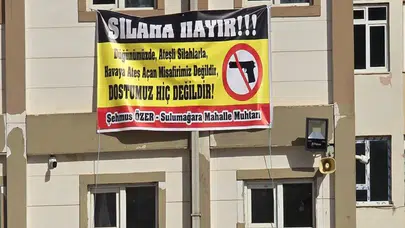 SİLAHA HAYIR!!!
Düğünümünde, Ateşli Silahlarla,
Havaya Ateş Açan Misafirimiz Değildir,
DOSTUMUZ HİÇ DEĞİLDİR!
Şehmus ÖZER - Sulumağara Mahalle Muhtarı